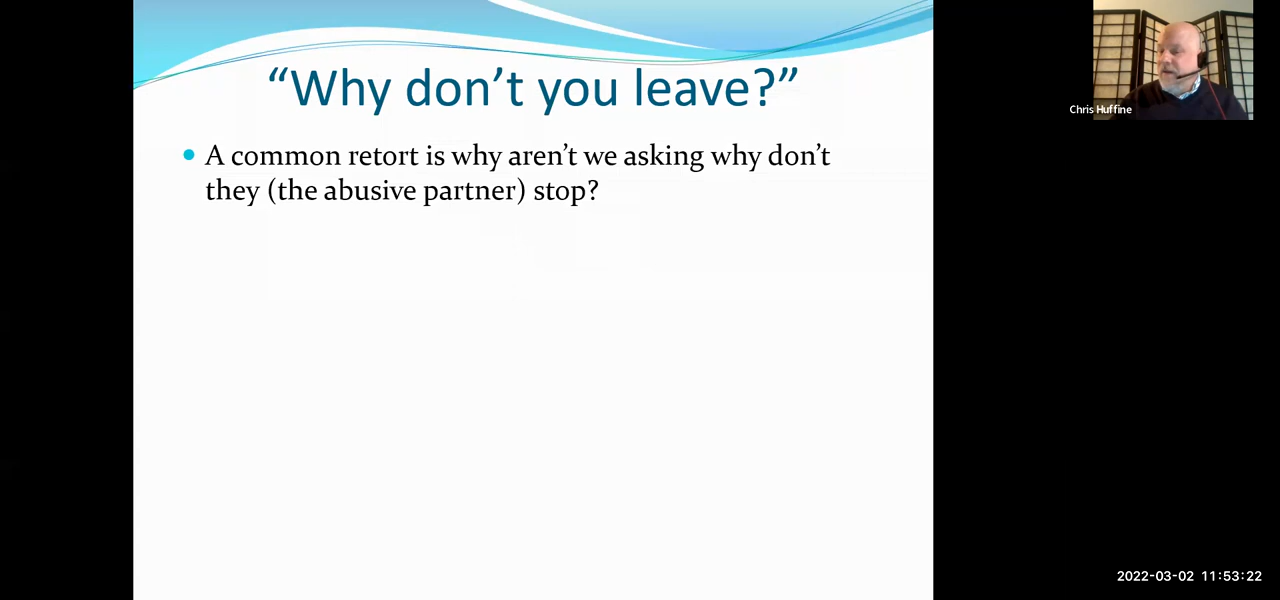 “Why don’t you leave?”
A common retort is why aren’t we asking why don’t
they (the abusive partner) stop?
Chris Huffine
2022-03-02 11:53:22